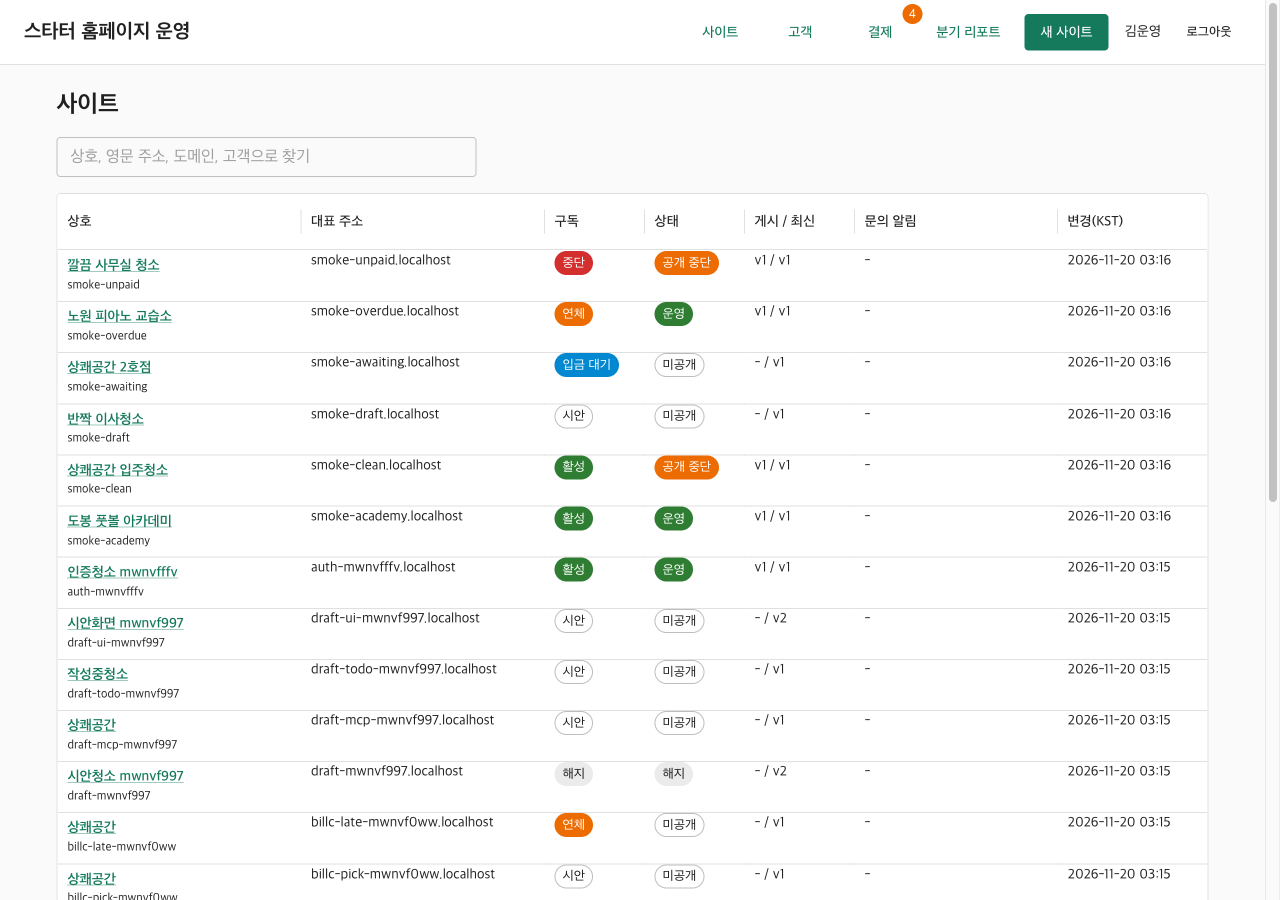 스타터 홈페이지 운영
사이트
고객
결제
4
분기 리포트
새 사이트
김운영
로그아웃
사이트
상호, 영문 주소, 도메인, 고객으로 찾기
상호 대표 주소 구독 상태 게시 / 최신 문의 알림 변경(KST)
깔끔 사무실 청소 smoke-unpaid.localhost 중단 공개 중단 v1 / v1 - 2026-11-20 03:16
smoke-unpaid
노원 피아노 교습소 smoke-overdue.localhost 연체 운영 v1 / v1 - 2026-11-20 03:16
smoke-overdue
상쾌공간 2호점 smoke-awaiting.localhost 입금 대기 미공개 - / v1 - 2026-11-20 03:16
smoke-awaiting
반짝 이사청소 smoke-draft.localhost 시안 미공개 - / v1 - 2026-11-20 03:16
smoke-draft
상쾌공간 입주청소 smoke-clean.localhost 활성 공개 중단 v1 / v1 - 2026-11-20 03:16
smoke-clean
도봉 풋볼 아카데미 smoke-academy.localhost 활성 운영 v1 / v1 - 2026-11-20 03:16
smoke-academy
인증청소 mwnvfffv auth-mwnvfffv.localhost 활성 운영 v1 / v1 - 2026-11-20 03:15
auth-mwnvfffv
시안화면 mwnvf997 draft-ui-mwnvf997.localhost 시안 미공개 - / v2 - 2026-11-20 03:15
draft-ui-mwnvf997
작성중청소 draft-todo-mwnvf997.localhost 시안 미공개 - / v1 - 2026-11-20 03:15
draft-todo-mwnvf997
상쾌공간 draft-mcp-mwnvf997.localhost 시안 미공개 - / v1 - 2026-11-20 03:15
draft-mcp-mwnvf997
시안청소 mwnvf997 draft-mwnvf997.localhost 해지 해지 - / v2 - 2026-11-20 03:15
draft-mwnvf997
상쾌공간 billc-late-mwnvf0ww.localhost 연체 미공개 - / v1 - 2026-11-20 03:15
billc-late-mwnvf0ww
상쾌공간 billc-pick-mwnvf0ww.localhost 시안 미공개 - / v1 - 2026-11-20 03:15
billc-pick-mwnvf0ww